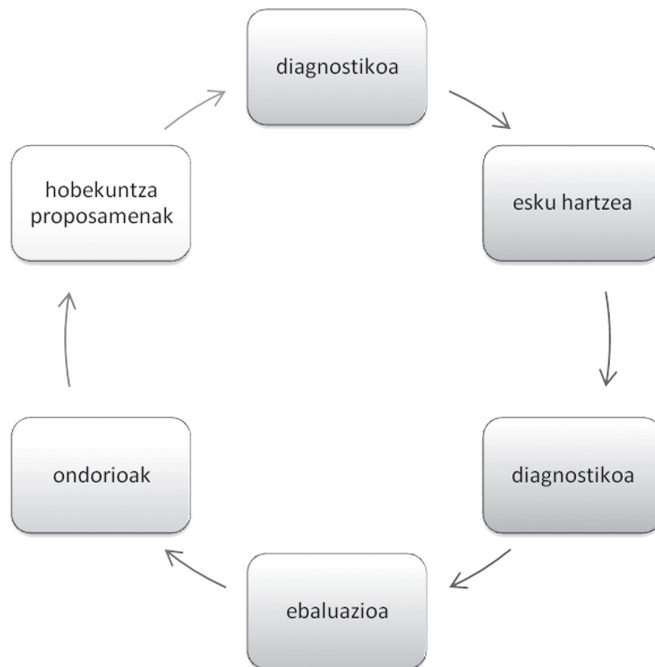 diagnostikoa
esku hartzea
diagnostikoa
ebaluazioa
ondorioak
hobekuntza
proposamenak